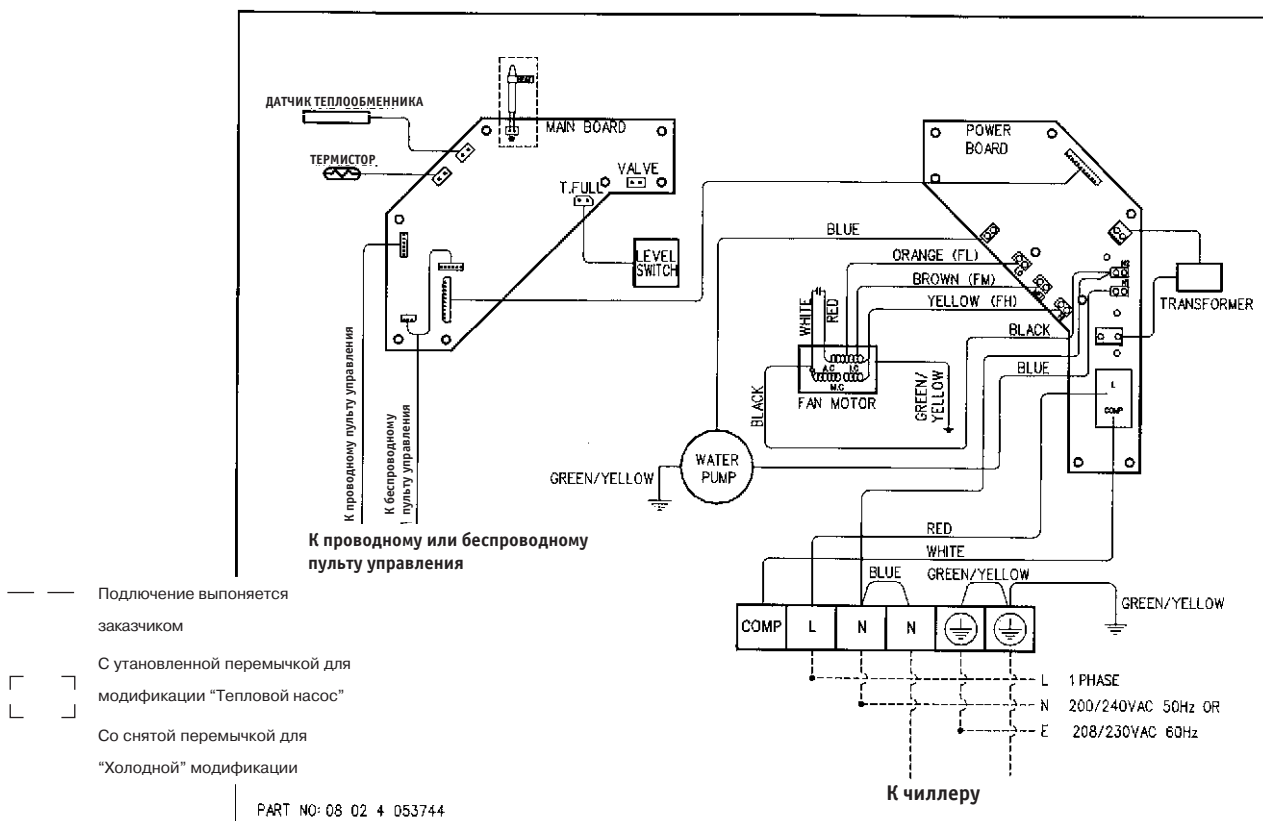 ДАТЧИК ТЕПЛООБМЕННИКА
ТЕРМИСТОР
MAIN BOARD
VALVE
T.FULL
LEVEL
SWITCH
POWER
BOARD
BLUE
ORANGE (FL)
BROWN (FM)
YELLOW (FH)
BLACK
BLUE
TRANSFORMER
WHITE
RED
A.C
M.C
FAN MOTOR
GREEN/
YELLOW
BLACK
L
COMP
WATER
PUMP
GREEN/YELLOW
К проводному пульту управления
К беспроводному
пульту управления
К проводному или беспроводному
пульту управления
RED
WHITE
BLUE
GREEN/YELLOW
GREEN/YELLOW
COMP L N N
L 1 PHASE
N 200/240VAC 50Hz OR
E 208/230VAC 60Hz
К чиллеру
Подлючение выпоняется
заказчиком
С утановленной перемычкой для
модификации “Тепловой насос”
Со снятой перемычкой для
“Холодной” модификации
PART NO: 08 02 4 053744